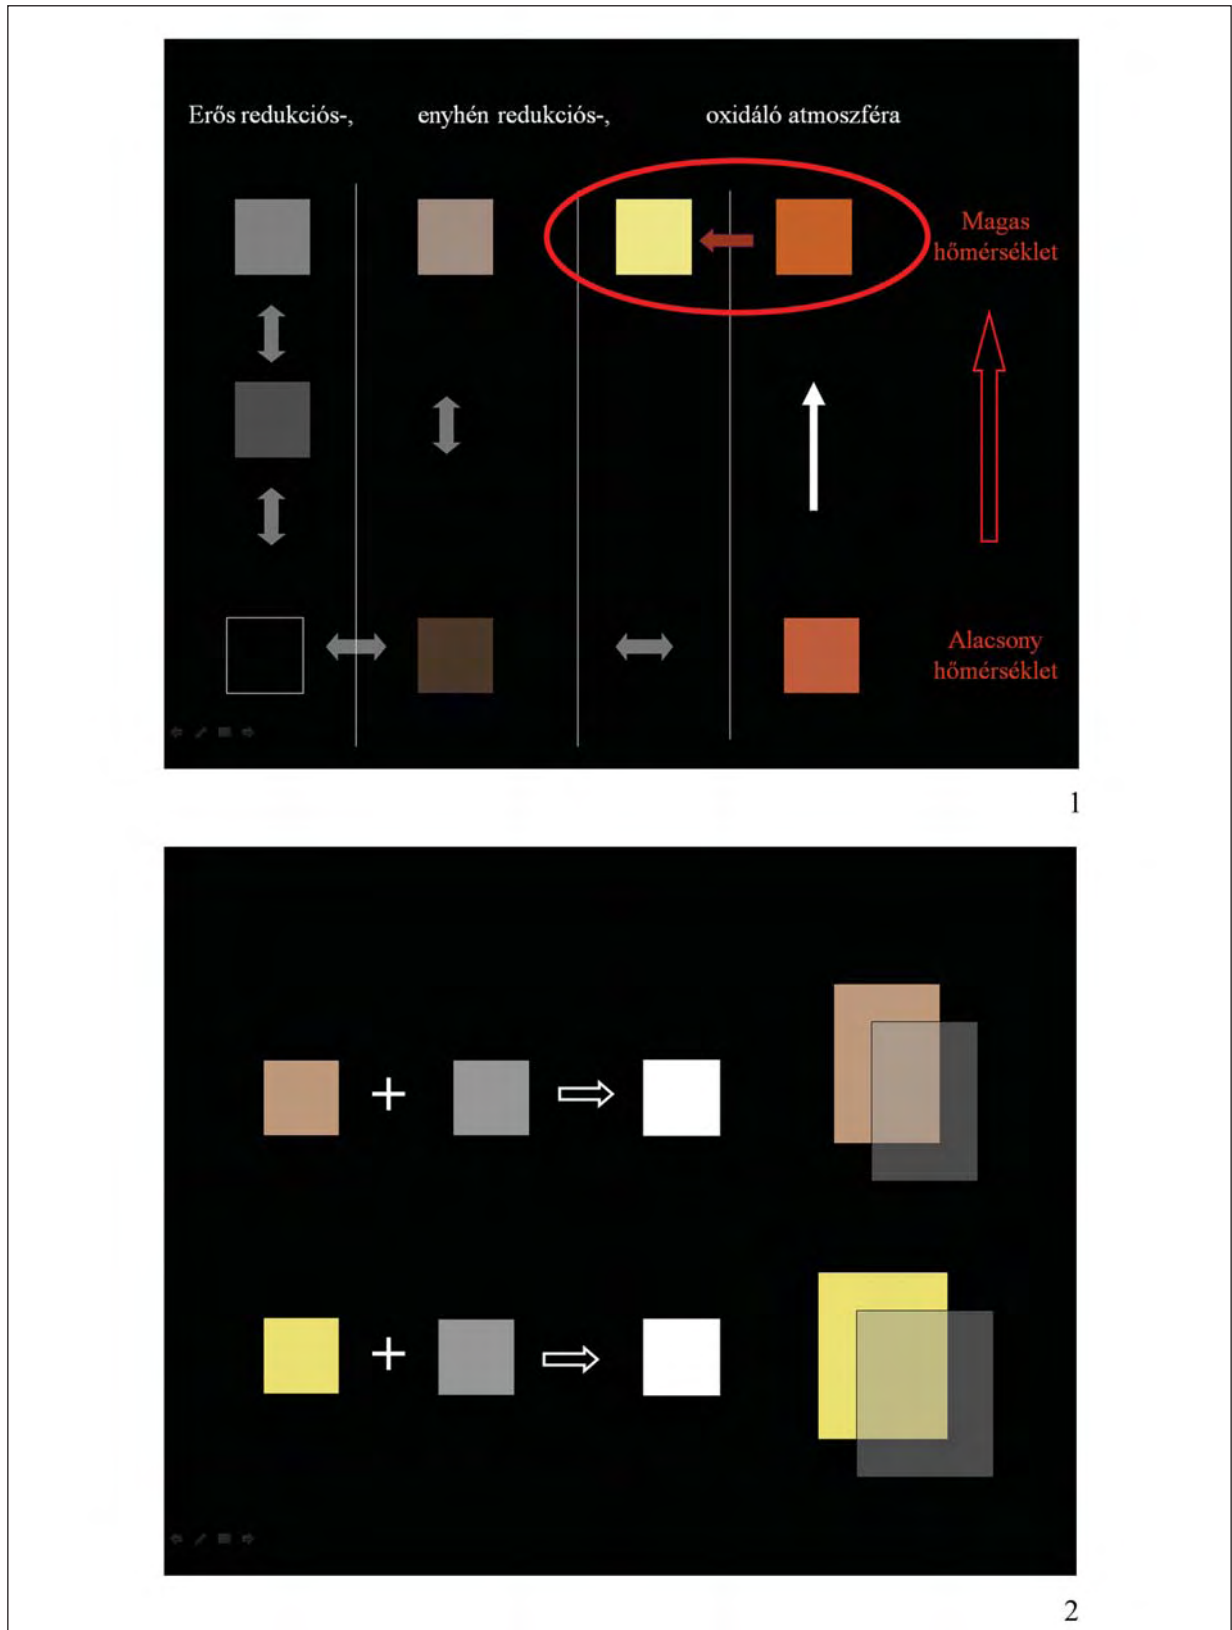 Erős redukciós-, enyhén redukciós-, oxidáló atmoszféra
Magas
hőmérséklet
Alacsony
hőmérséklet
1
2